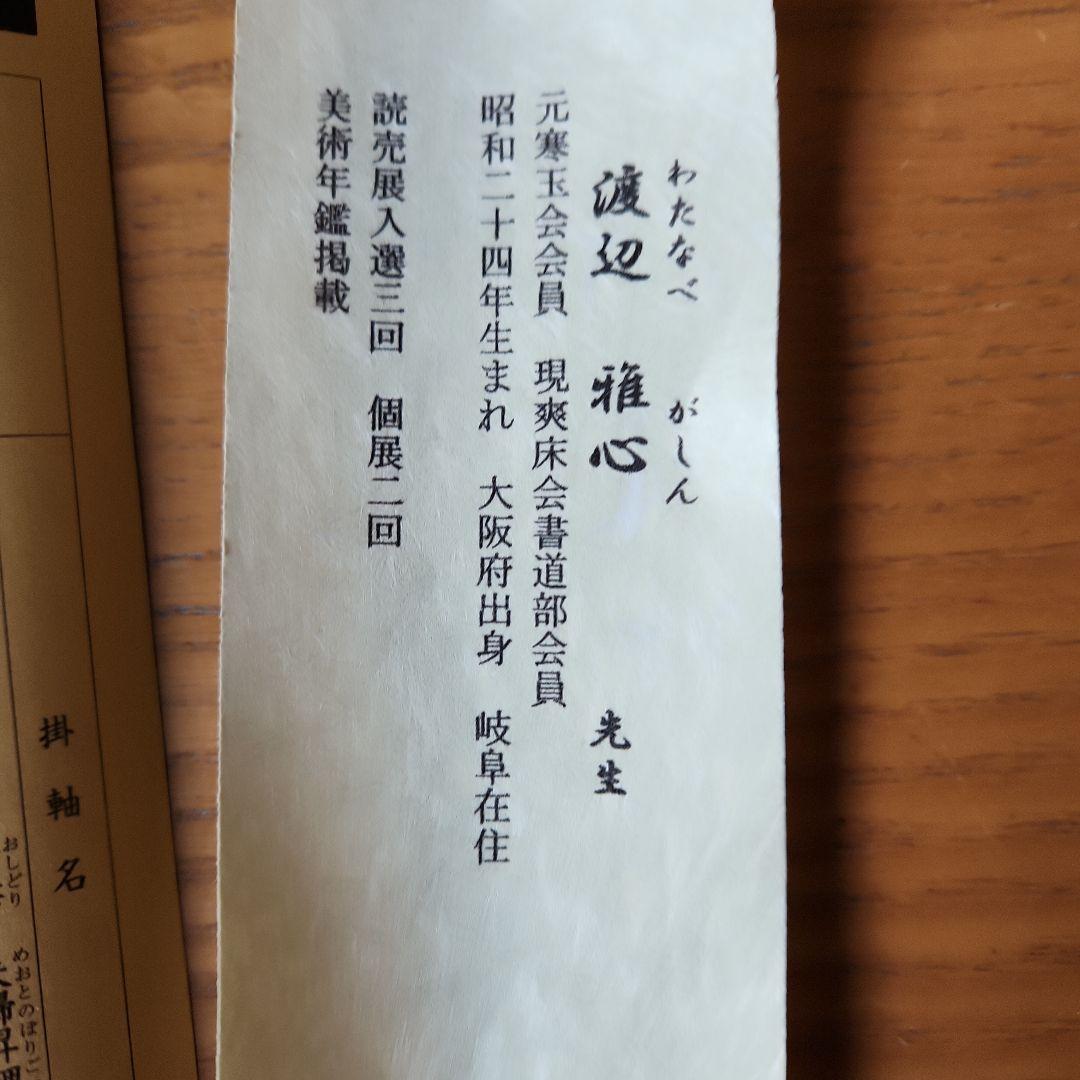 わたなべ がしん
渡辺 雅心 先生
元寒玉会会員 現爽床会書道部会員
昭和二十四年生まれ 大阪府出身 岐阜在住
読売展入選三回 個展二回
美術年鑑掲載
掛軸名
おしどり
めおとのぼりご